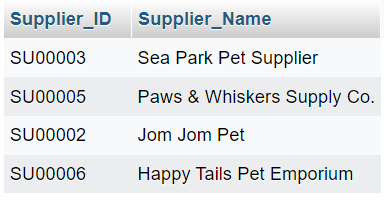 Supplier_ID Supplier_Name
SU00003 Sea Park Pet Supplier
SU00005 Paws & Whiskers Supply Co.
SU00002 Jom Jom Pet
SU00006 Happy Tails Pet Emporium